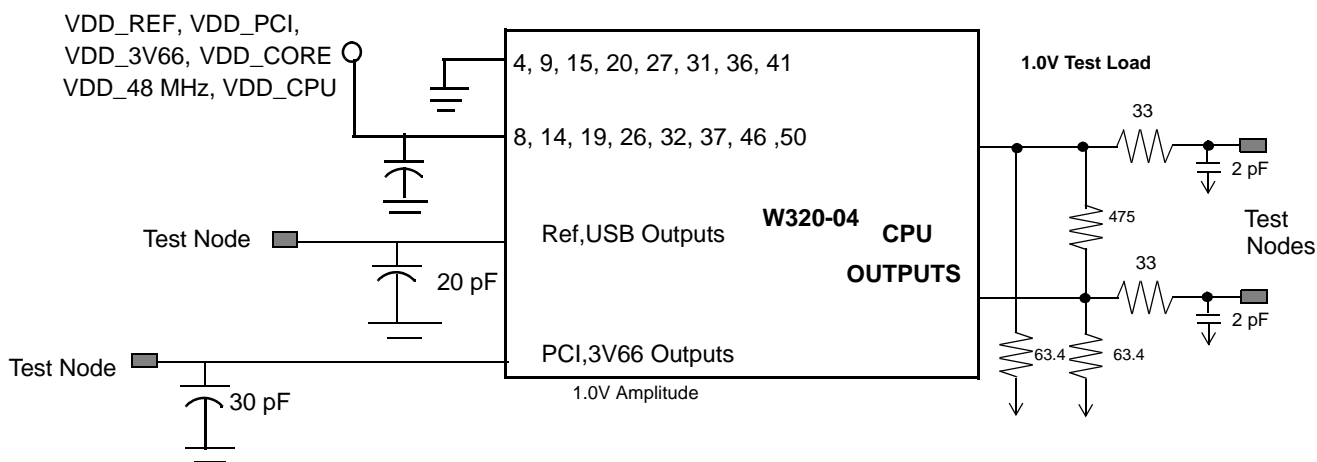 VDD_REF, VDD_PCI,
VDD_3V66, VDD_CORE
VDD_48 MHz, VDD_CPU
4, 9, 15, 20, 27, 31, 36, 41
8, 14, 19, 26, 32, 37, 46 ,50
1.0V Test Load
33
2 pF
W320-04
CPU
OUTPUTS
475
Test
Nodes
Test Node
Ref,USB Outputs
20 pF
33
2 pF
63.4
63.4
Test Node
PCI,3V66 Outputs
30 pF
1.0V Amplitude